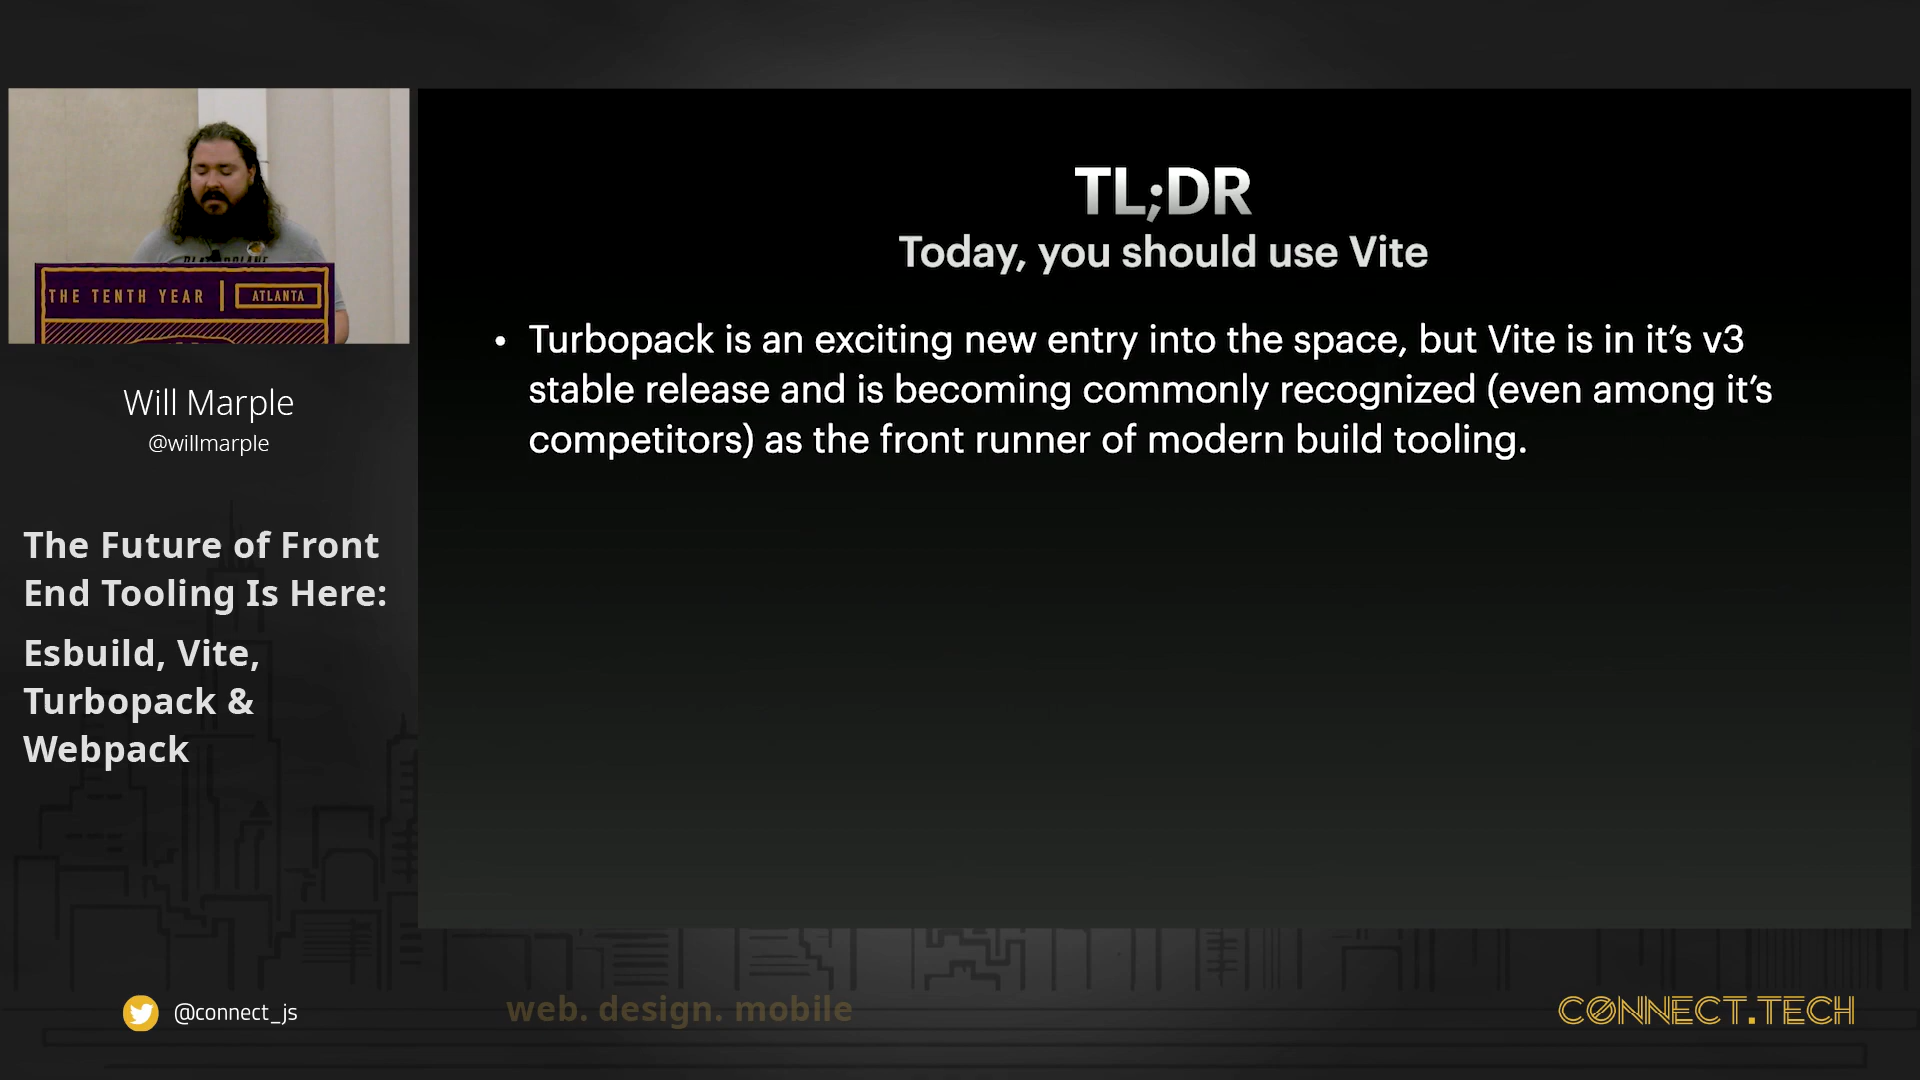 TL;DR
Today, you should use Vite
• Turbopack is an exciting new entry into the space, but Vite is in it’s v3
stable release and is becoming commonly recognized (even among it’s
competitors) as the front runner of modern build tooling.
THE TENTH YEAR | ATLANTA
Will Marple
@willmarple
The Future of Front
End Tooling Is Here:
Esbuild, Vite,
Turbopack &
Webpack
@connect_js
web. design. mobile
CONNECT.TECH